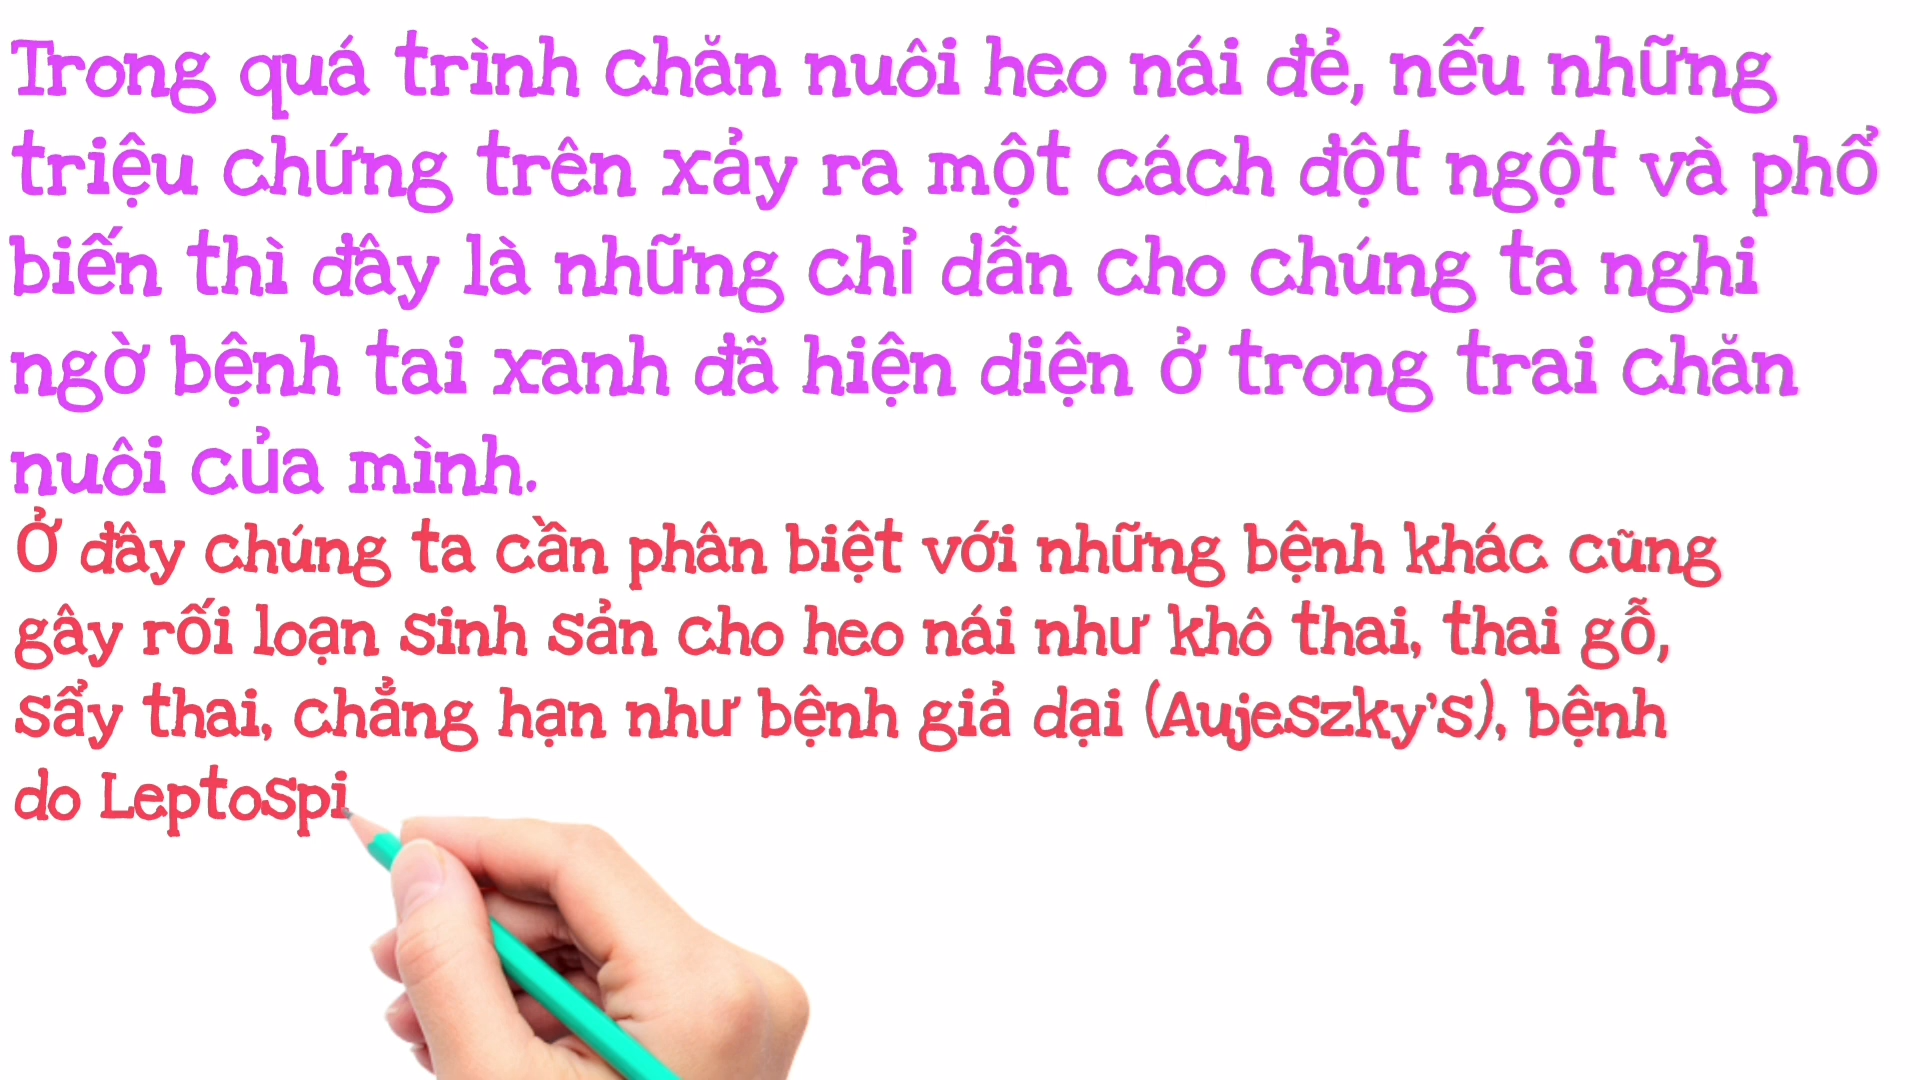 Trong quá trình chăn nuôi heo nái đẻ, nếu những
triệu chứng trên xảy ra một cách đột ngột và phổ
biến thì đây là những chỉ dẫn cho chúng ta nghi
ngờ bệnh tai xanh đã hiện diện ở trong trai chăn
nuôi của mình.
Ở đây chúng ta cần phân biệt với những bệnh khác cũng
gây rối loạn sinh sản cho heo nái như khô thai, thai gỗ,
sẩy thai, chẳng hạn như bệnh giả dại (Aujeszky's), bệnh
do Leptospi